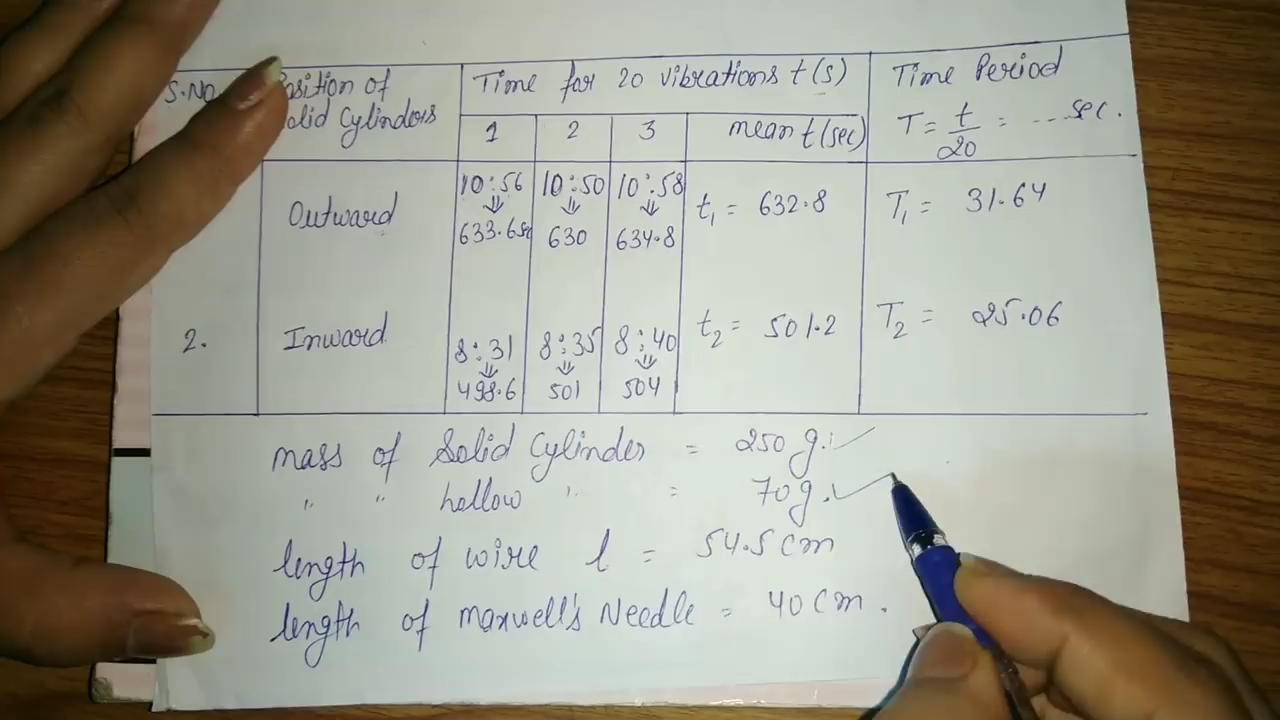 S.No. osition of Time for 20 vibrations t(s) Time Period
olid Cylinders 1 2 3 mean t(sec) T = t/20 = ---sec.
Outward 10:56 10:50 10:58 t₁ = 632.8 T₁ = 31.64
⇓ ⇓ ⇓
633.6 630 634.8
2. Inward 8:31 8:35 8:40 t₂ = 501.2 T₂ = 25.06
⇓ ⇓ ⇓
498.6 501 504
mass of Solid Cylinder = 250 g.
" " hollow " = 70 g.
length of wire l = 54.5 cm
length of maxwell's Needle = 40 cm.